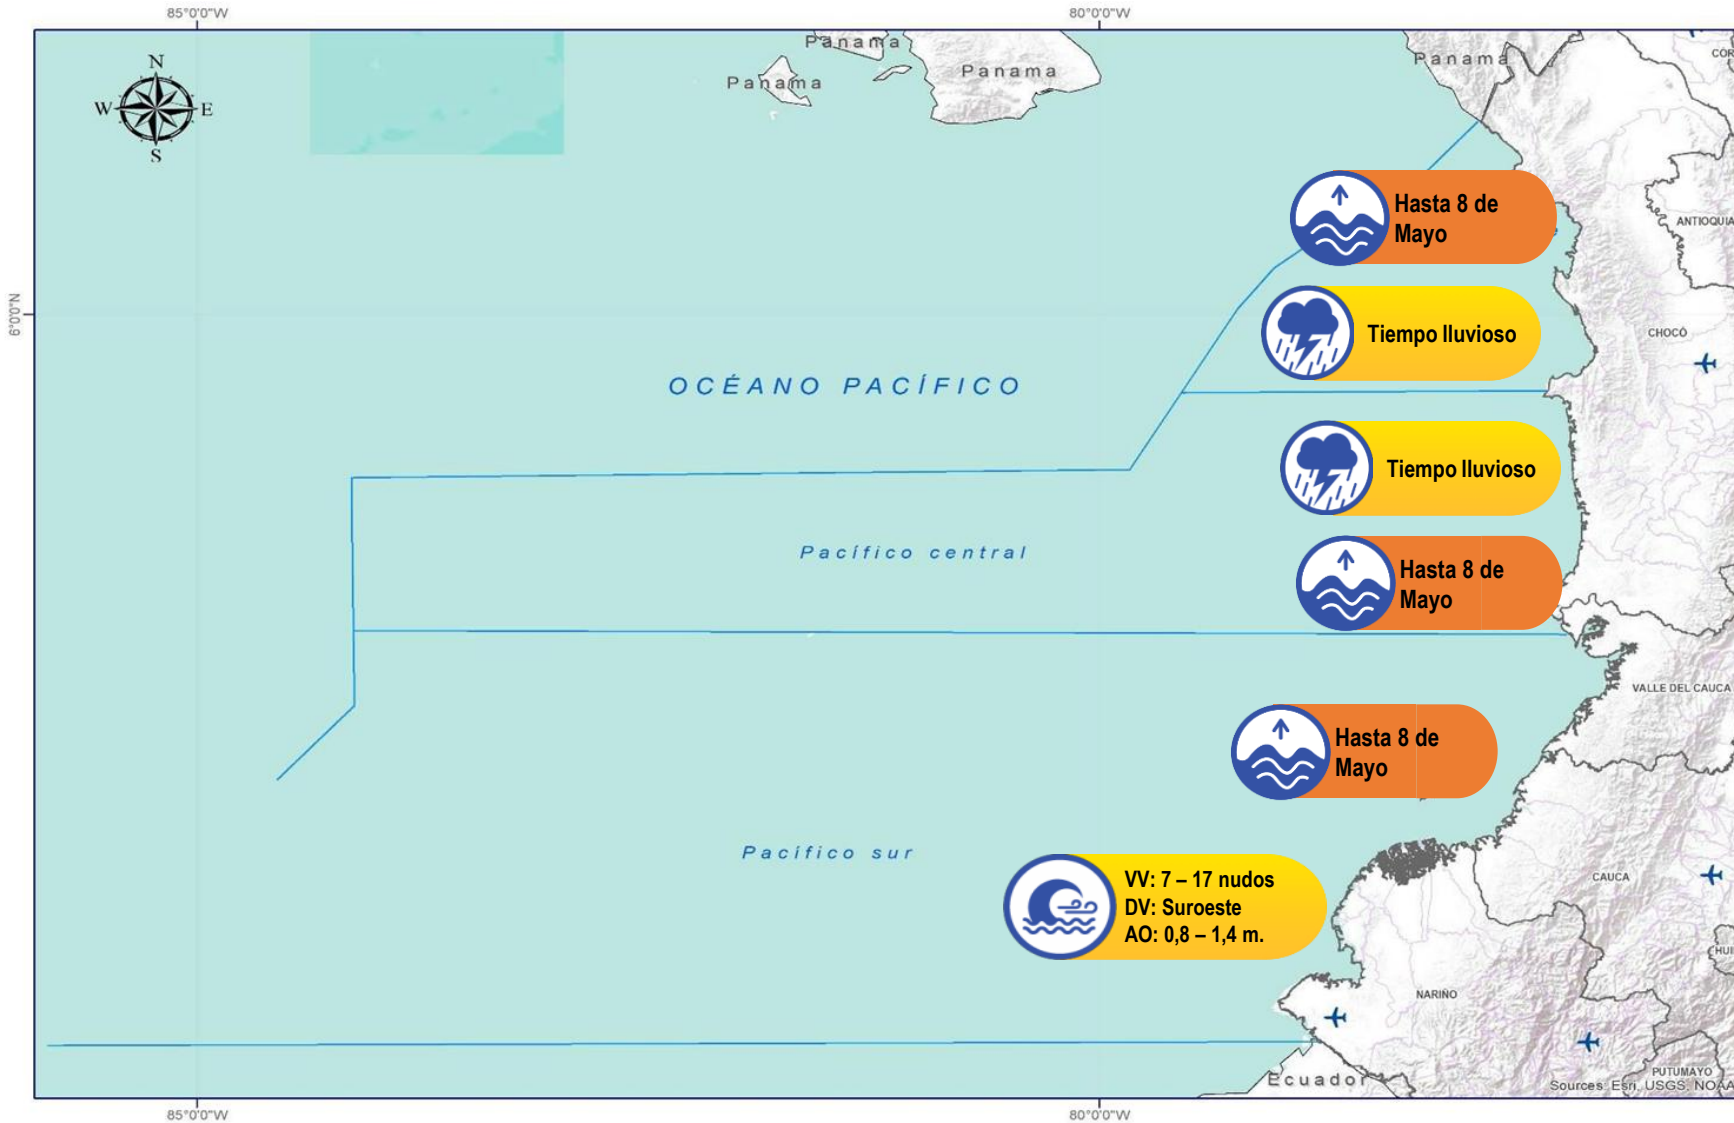 85°0'0"W
80°0'0"W
N
W
E
S
Panama
Panama
Panama
Panama
ANTIOQUIA
Hasta 8 de
Mayo
6°0'0"N
Tiempo lluvioso
CHOCÓ
OCÉANO PACÍFICO
Tiempo lluvioso
Pacífico central
Hasta 8 de
Mayo
VALLE DEL CAUCA
Hasta 8 de
Mayo
Pacífico sur
VV: 7 – 17 nudos
DV: Suroeste
AO: 0,8 – 1,4 m.
CAUCA
HUI
NARIÑO
PUTUMAYO
Ecuador
Sources: Esri, USGS, NOAA
85°0'0"W
80°0'0"W